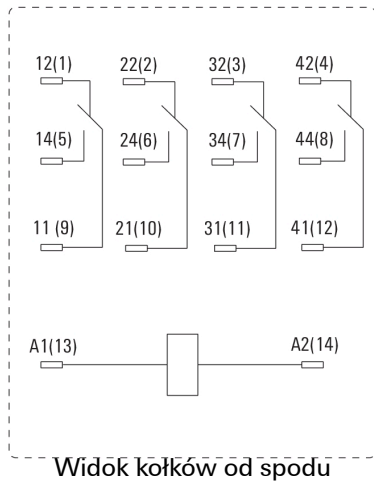 12(1) 22(2) 32(3) 42(4)
14(5) 24(6) 34(7) 44(8)
11 (9) 21(10) 31(11) 41(12)
A1(13) A2(14)
Widok kołków od spodu